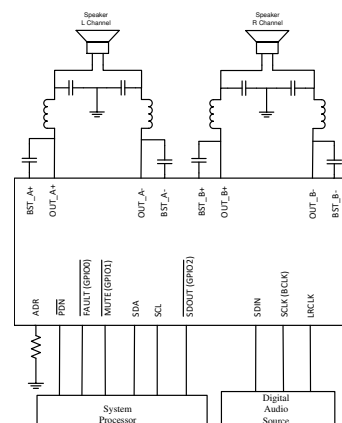 Speaker
L Channel
Speaker
R Channel
BST_A+
OUT_A+
OUT_A-
BST_A-
BST_B+
OUT_B+
OUT_B-
BST_B-
ADR
PDN
FAULT (GPIO0)
MUTE (GPIO1)
SDA
SCL
SDOUT (GPIO2)
SDIN
SCLK (BCLK)
LRCLK
System
Processor
Digital
Audio
Source